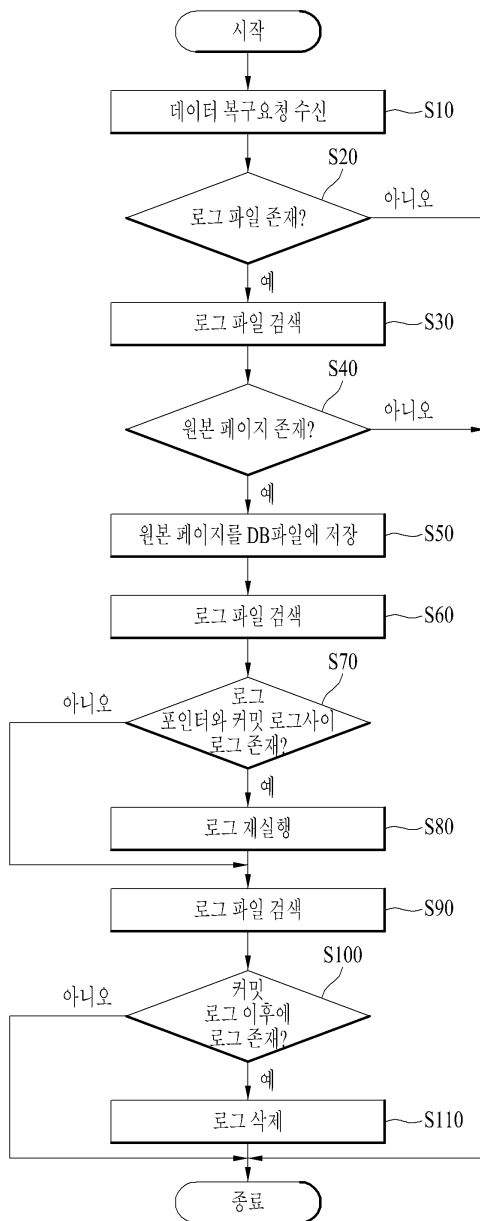 시작
데이터 복구요청 수신
S10
S20
로그 파일 존재?
아니오
예
로그 파일 검색
S30
S40
원본 페이지 존재?
아니오
예
원본 페이지를 DB파일에 저장
S50
로그 파일 검색
S60
S70
아니오
로그
포인터와 커밋 로그사이
로그 존재?
예
로그 재실행
S80
로그 파일 검색
S90
S100
아니오
커밋
로그 이후에
로그 존재?
예
로그 삭제
S110
종료